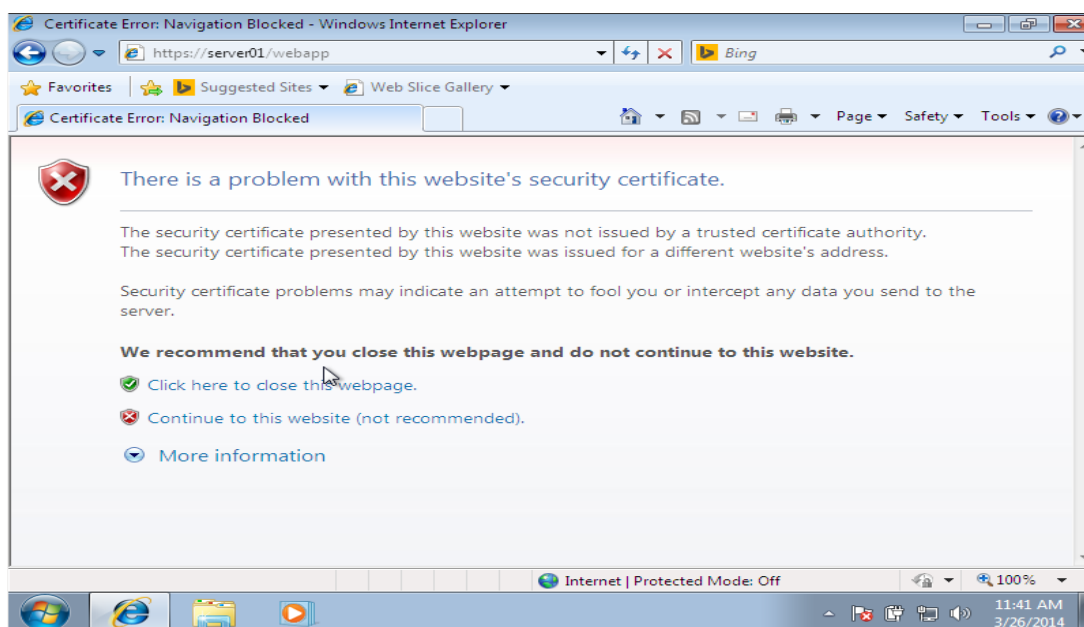 Certificate Error: Navigation Blocked - Windows Internet Explorer
https://server01/webapp
Bing
Favorites
Suggested Sites
Web Slice Gallery
Certificate Error: Navigation Blocked
Page
Safety
Tools
There is a problem with this website's security certificate.
The security certificate presented by this website was not issued by a trusted certificate authority.
The security certificate presented by this website was issued for a different website's address.
Security certificate problems may indicate an attempt to fool you or intercept any data you send to the
server.
We recommend that you close this webpage and do not continue to this website.
Click here to close this webpage.
Continue to this website (not recommended).
More information
Internet | Protected Mode: Off
100%
11:41 AM
3/26/2014